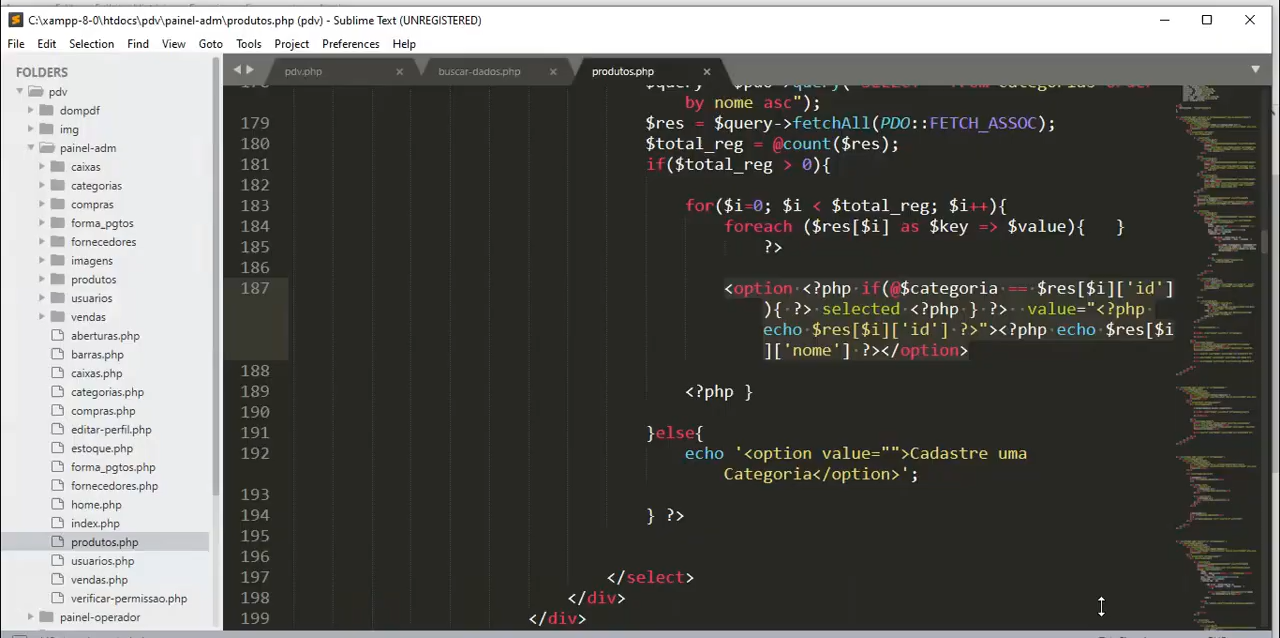 C:\xampp-8-0\htdocs\pdv\painel-adm\produtos.php (pdv) - Sublime Text (UNREGISTERED)
File Edit Selection Find View Goto Tools Project Preferences Help
FOLDERS
pdv
dompdf
img
painel-adm
caixas
categorias
compras
forma_pgtos
fornecedores
imagens
produtos
usuarios
vendas
aberturas.php
barras.php
caixas.php
categorias.php
compras.php
editar-perfil.php
estoque.php
forma_pgtos.php
fornecedores.php
home.php
index.php
produtos.php
usuarios.php
vendas.php
verificar-permissao.php
painel-operador
pdv.php buscar-dados.php produtos.php
by nome asc");
179 $res = $query->fetchAll(PDO::FETCH_ASSOC);
180 $total_reg = @count($res);
181 if($total_reg > 0){
182
183 for($i=0; $i < $total_reg; $i++){
184 foreach ($res[$i] as $key => $value){ }
185 ?>
186
187 <option <?php if(@$categoria == $res[$i]['id']
){ ?> selected <?php } ?> value="<?php
echo $res[$i]['id'] ?>"><?php echo $res[$i
]['nome'] ?></option>
188
189 <?php }
190
191 }else{
192 echo '<option value="">Cadastre uma
Categoria</option>';
193
194 } ?>
195
196
197 </select>
198 </div>
199 </div>